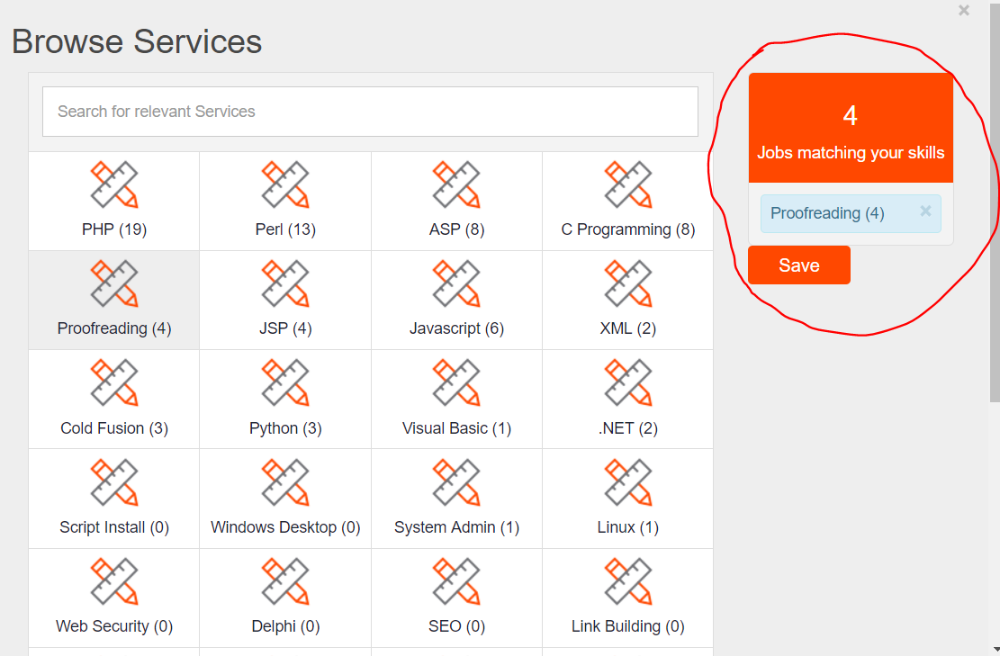 Browse Services
Search for relevant Services
4
Jobs matching your skills
Proofreading (4) ×
Save
PHP (19)
Perl (13)
ASP (8)
C Programming (8)
Proofreading (4)
JSP (4)
Javascript (6)
XML (2)
Cold Fusion (3)
Python (3)
Visual Basic (1)
.NET (2)
Script Install (0)
Windows Desktop (0)
System Admin (1)
Linux (1)
Web Security (0)
Delphi (0)
SEO (0)
Link Building (0)